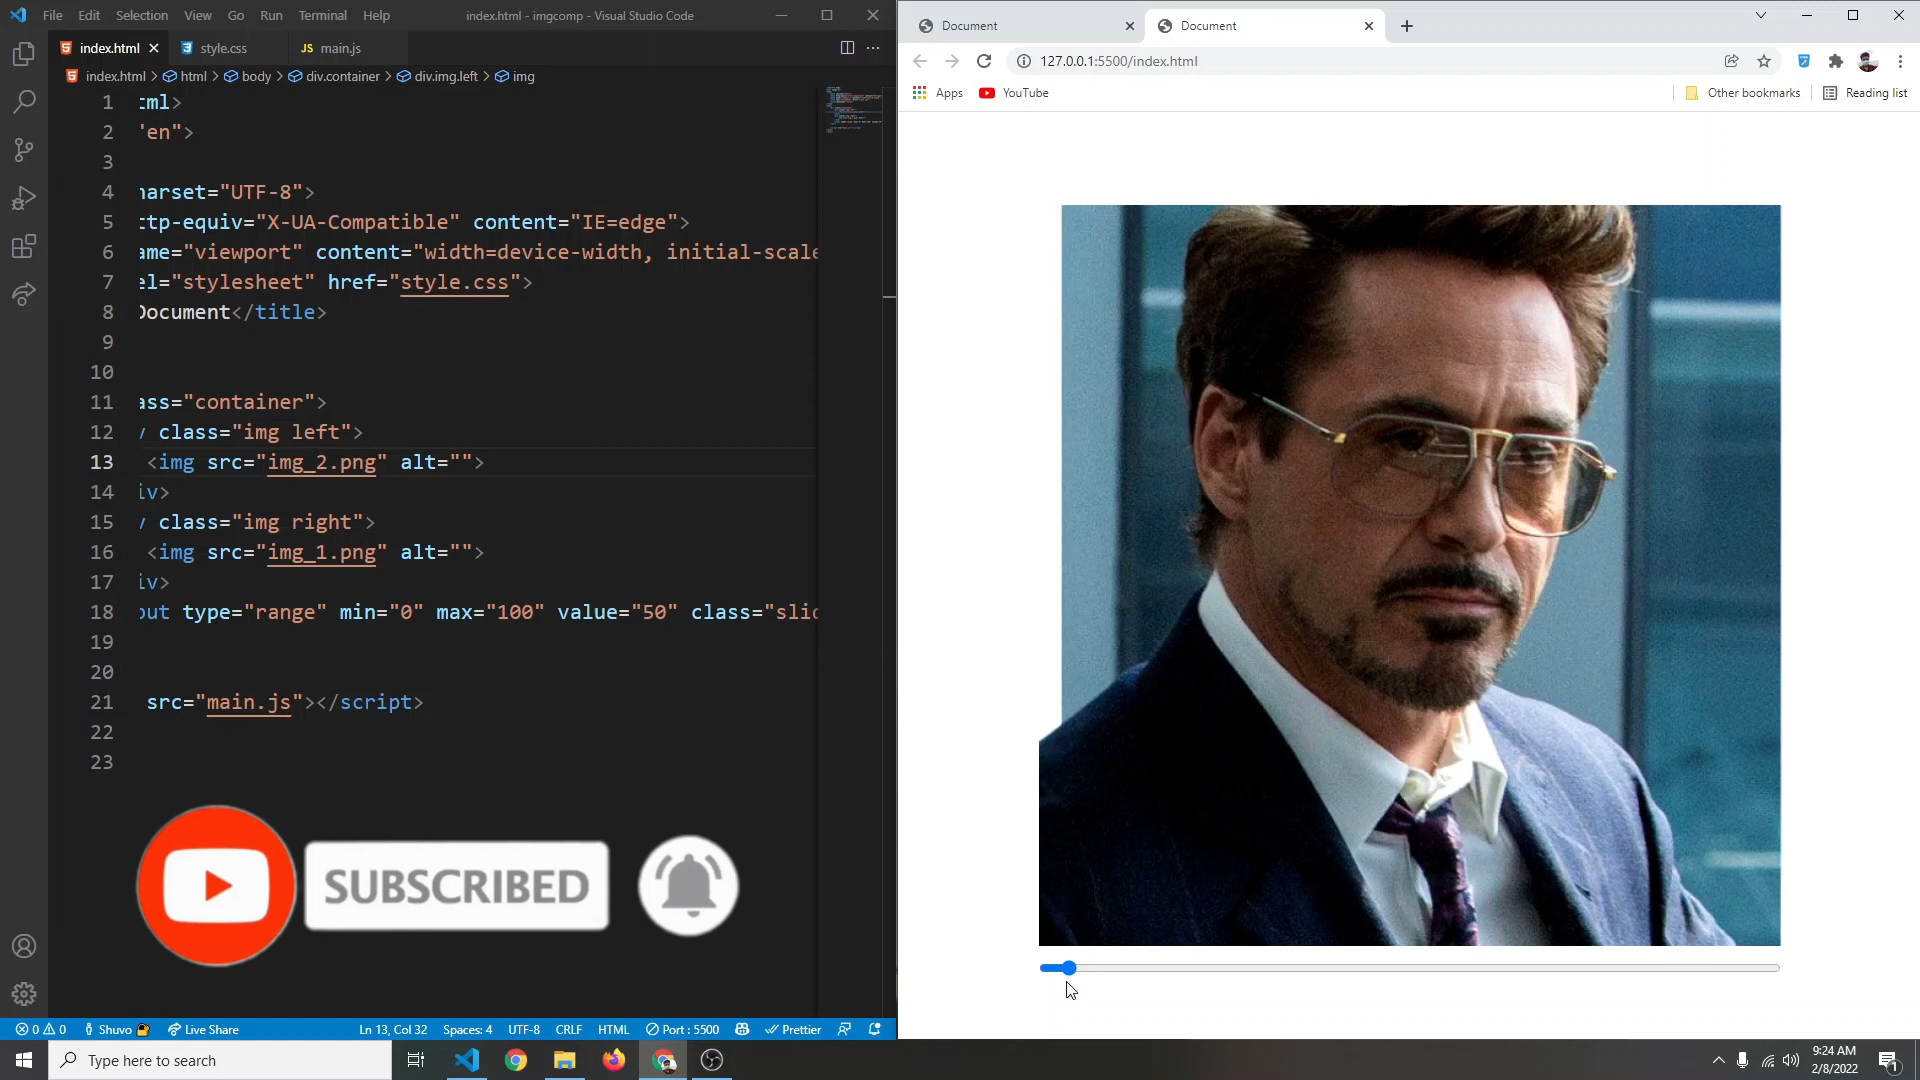 File Edit Selection View Go Run Terminal Help
index.html - imgcomp - Visual Studio Code
index.html style.css JS main.js
index.html > html > body > div.container > div.img.left > img
1 tml>
2 "en">
3
4 harset="UTF-8">
5 ttp-equiv="X-UA-Compatible" content="IE=edge">
6 ame="viewport" content="width=device-width, initial-scale
7 el="stylesheet" href="style.css">
8 Document</title>
9
10
11 ass="container">
12 v class="img left">
13 <img src="img_2.png" alt="">
14 iv>
15 v class="img right">
16 <img src="img_1.png" alt="">
17 iv>
18 put type="range" min="0" max="100" value="50" class="slid
19
20
21 src="main.js"></script>
22
23
SUBSCRIBED
0 0 Shuvo Live Share Ln 13, Col 32 Spaces: 4 UTF-8 CRLF HTML Port : 5500 Prettier
Document Document
127.0.0.1:5500/index.html
Apps YouTube Other bookmarks Reading list
Type here to search
9:24 AM
2/8/2022
1